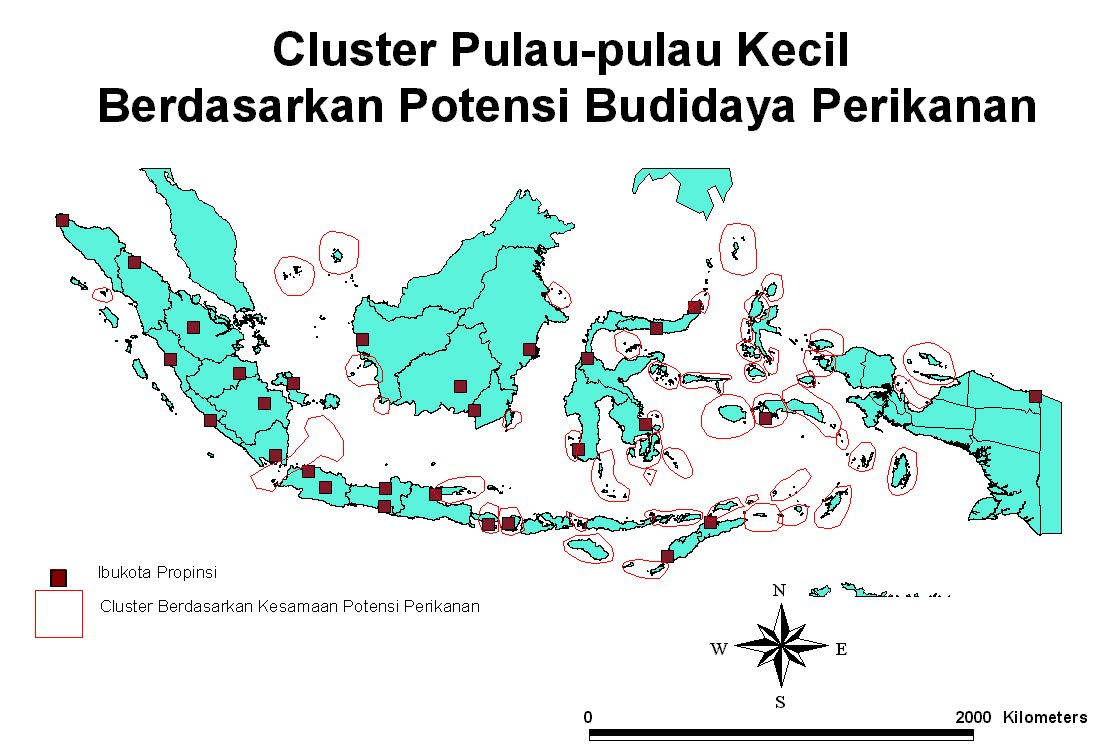 Cluster Pulau-pulau Kecil
Berdasarkan Potensi Budidaya Perikanan
Ibukota Propinsi
Cluster Berdasarkan Kesamaan Potensi Perikanan
N
W E
S
0 2000 Kilometers